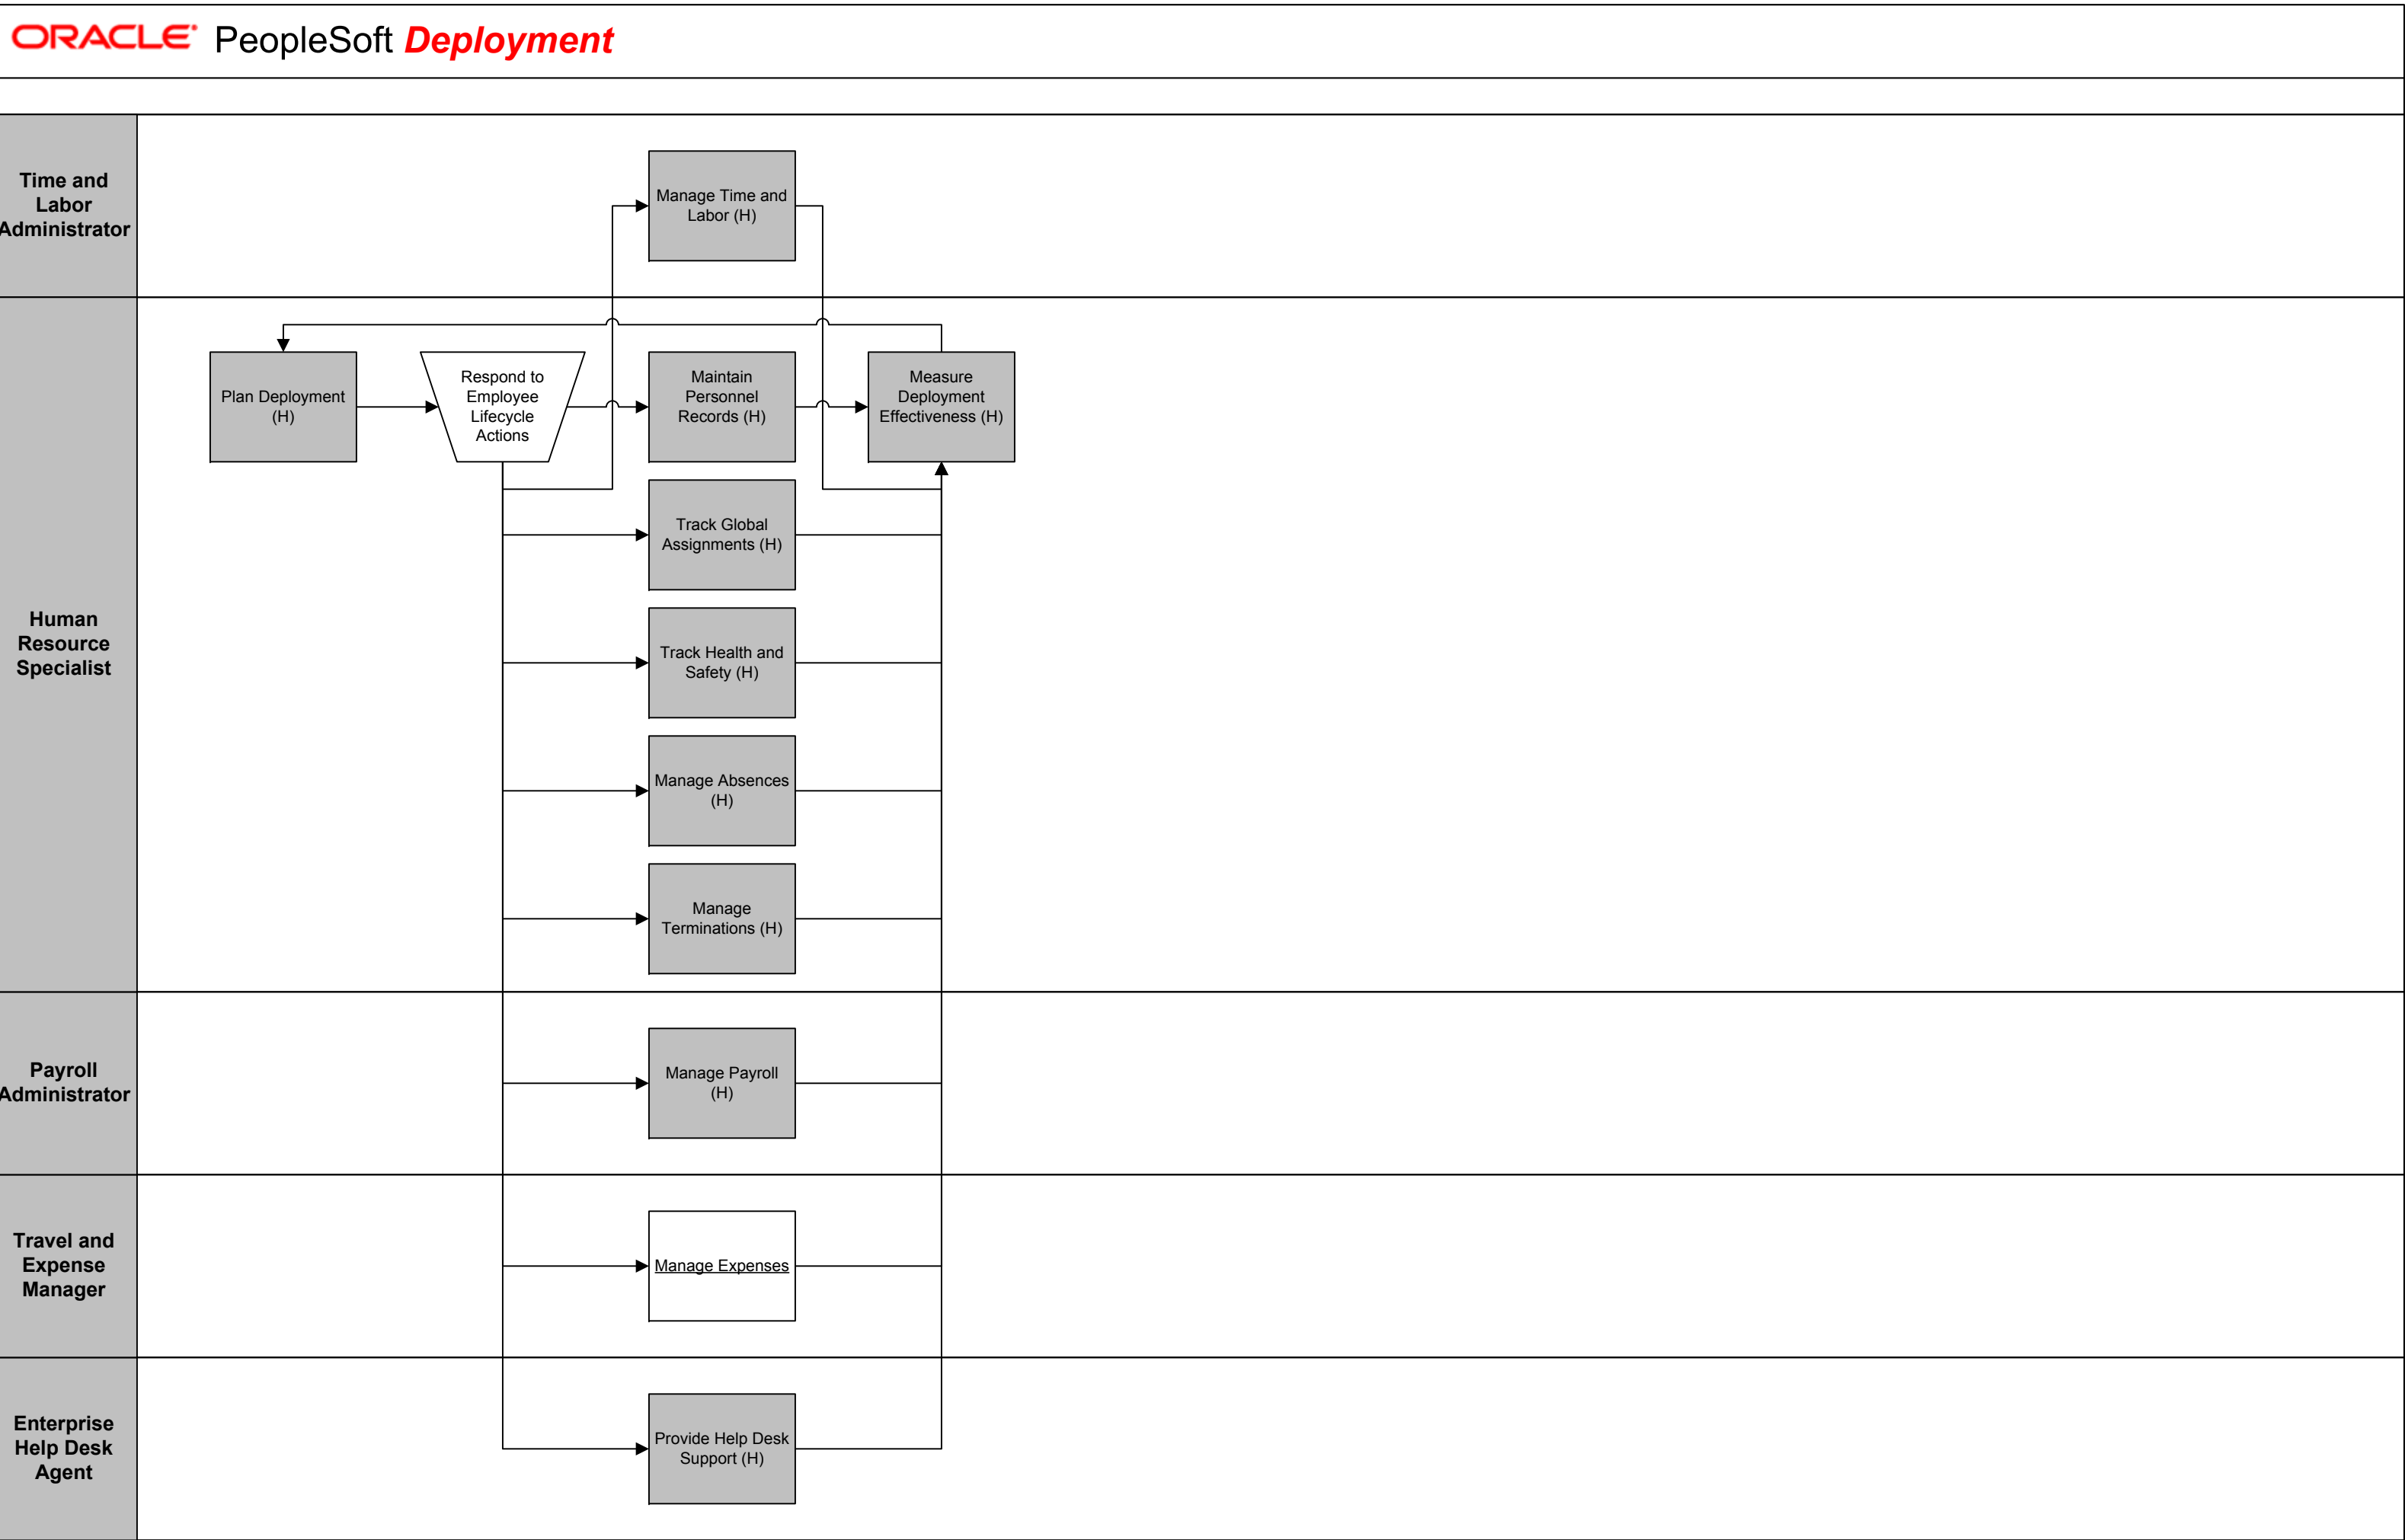 ORACLE PeopleSoft Deployment
Time and
Labor
Administrator
Manage Time and
Labor (H)
Human
Resource
Specialist
Plan Deployment
(H)
Respond to
Employee
Lifecycle
Actions
Maintain
Personnel
Records (H)
Measure
Deployment
Effectiveness (H)
Track Global
Assignments (H)
Track Health and
Safety (H)
Manage Absences
(H)
Manage
Terminations (H)
Payroll
Administrator
Manage Payroll
(H)
Travel and
Expense
Manager
Manage Expenses
Enterprise
Help Desk
Agent
Provide Help Desk
Support (H)